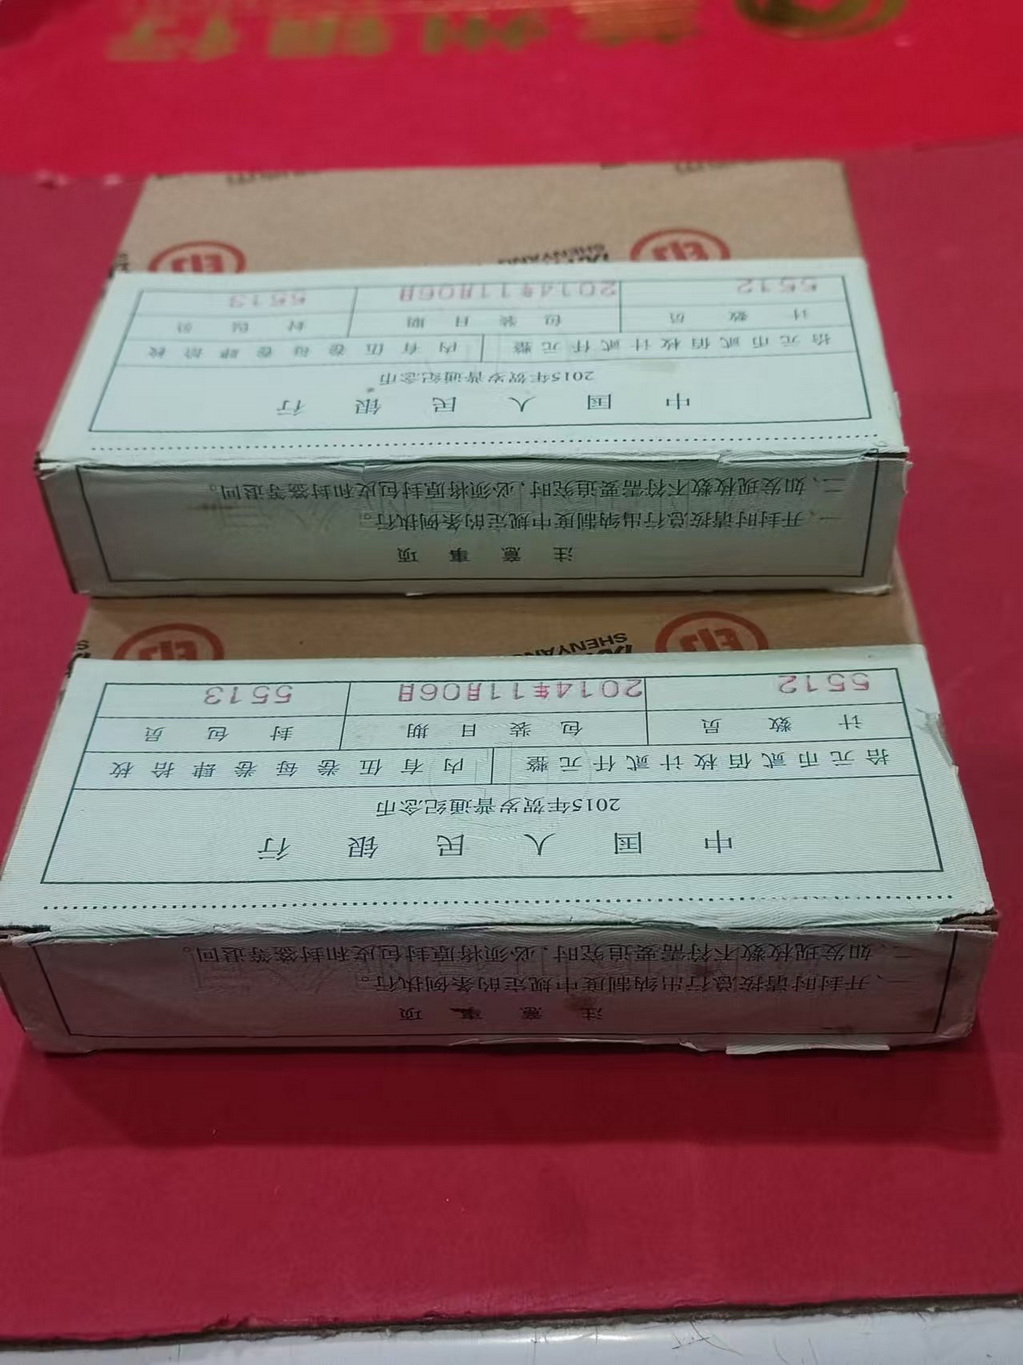 中国人民银行
2015年贺岁普通纪念币
拾元币贰佰枚计贰仟元整 内有伍卷每卷肆拾枚
计数员 包装日期 封包员
5512 2014年11月06日 5513
注意事项
一、开封时请按总行出纳制度中规定的条例执行。
二、如发现枚数不符需要追究时,必须将原封包皮和封签等退回。
SHENYANG
中国人民银行
2015年贺岁普通纪念币
拾元币贰佰枚计贰仟元整 内有伍卷每卷肆拾枚
计数员 包装日期 封包员
5512 2014年11月06日 5513
注意事项
一、开封时请按总行出纳制度中规定的条例执行。
二、如发现枚数不符需要追究时,必须将原封包皮和封签等退回。
SHENYANG
州银行